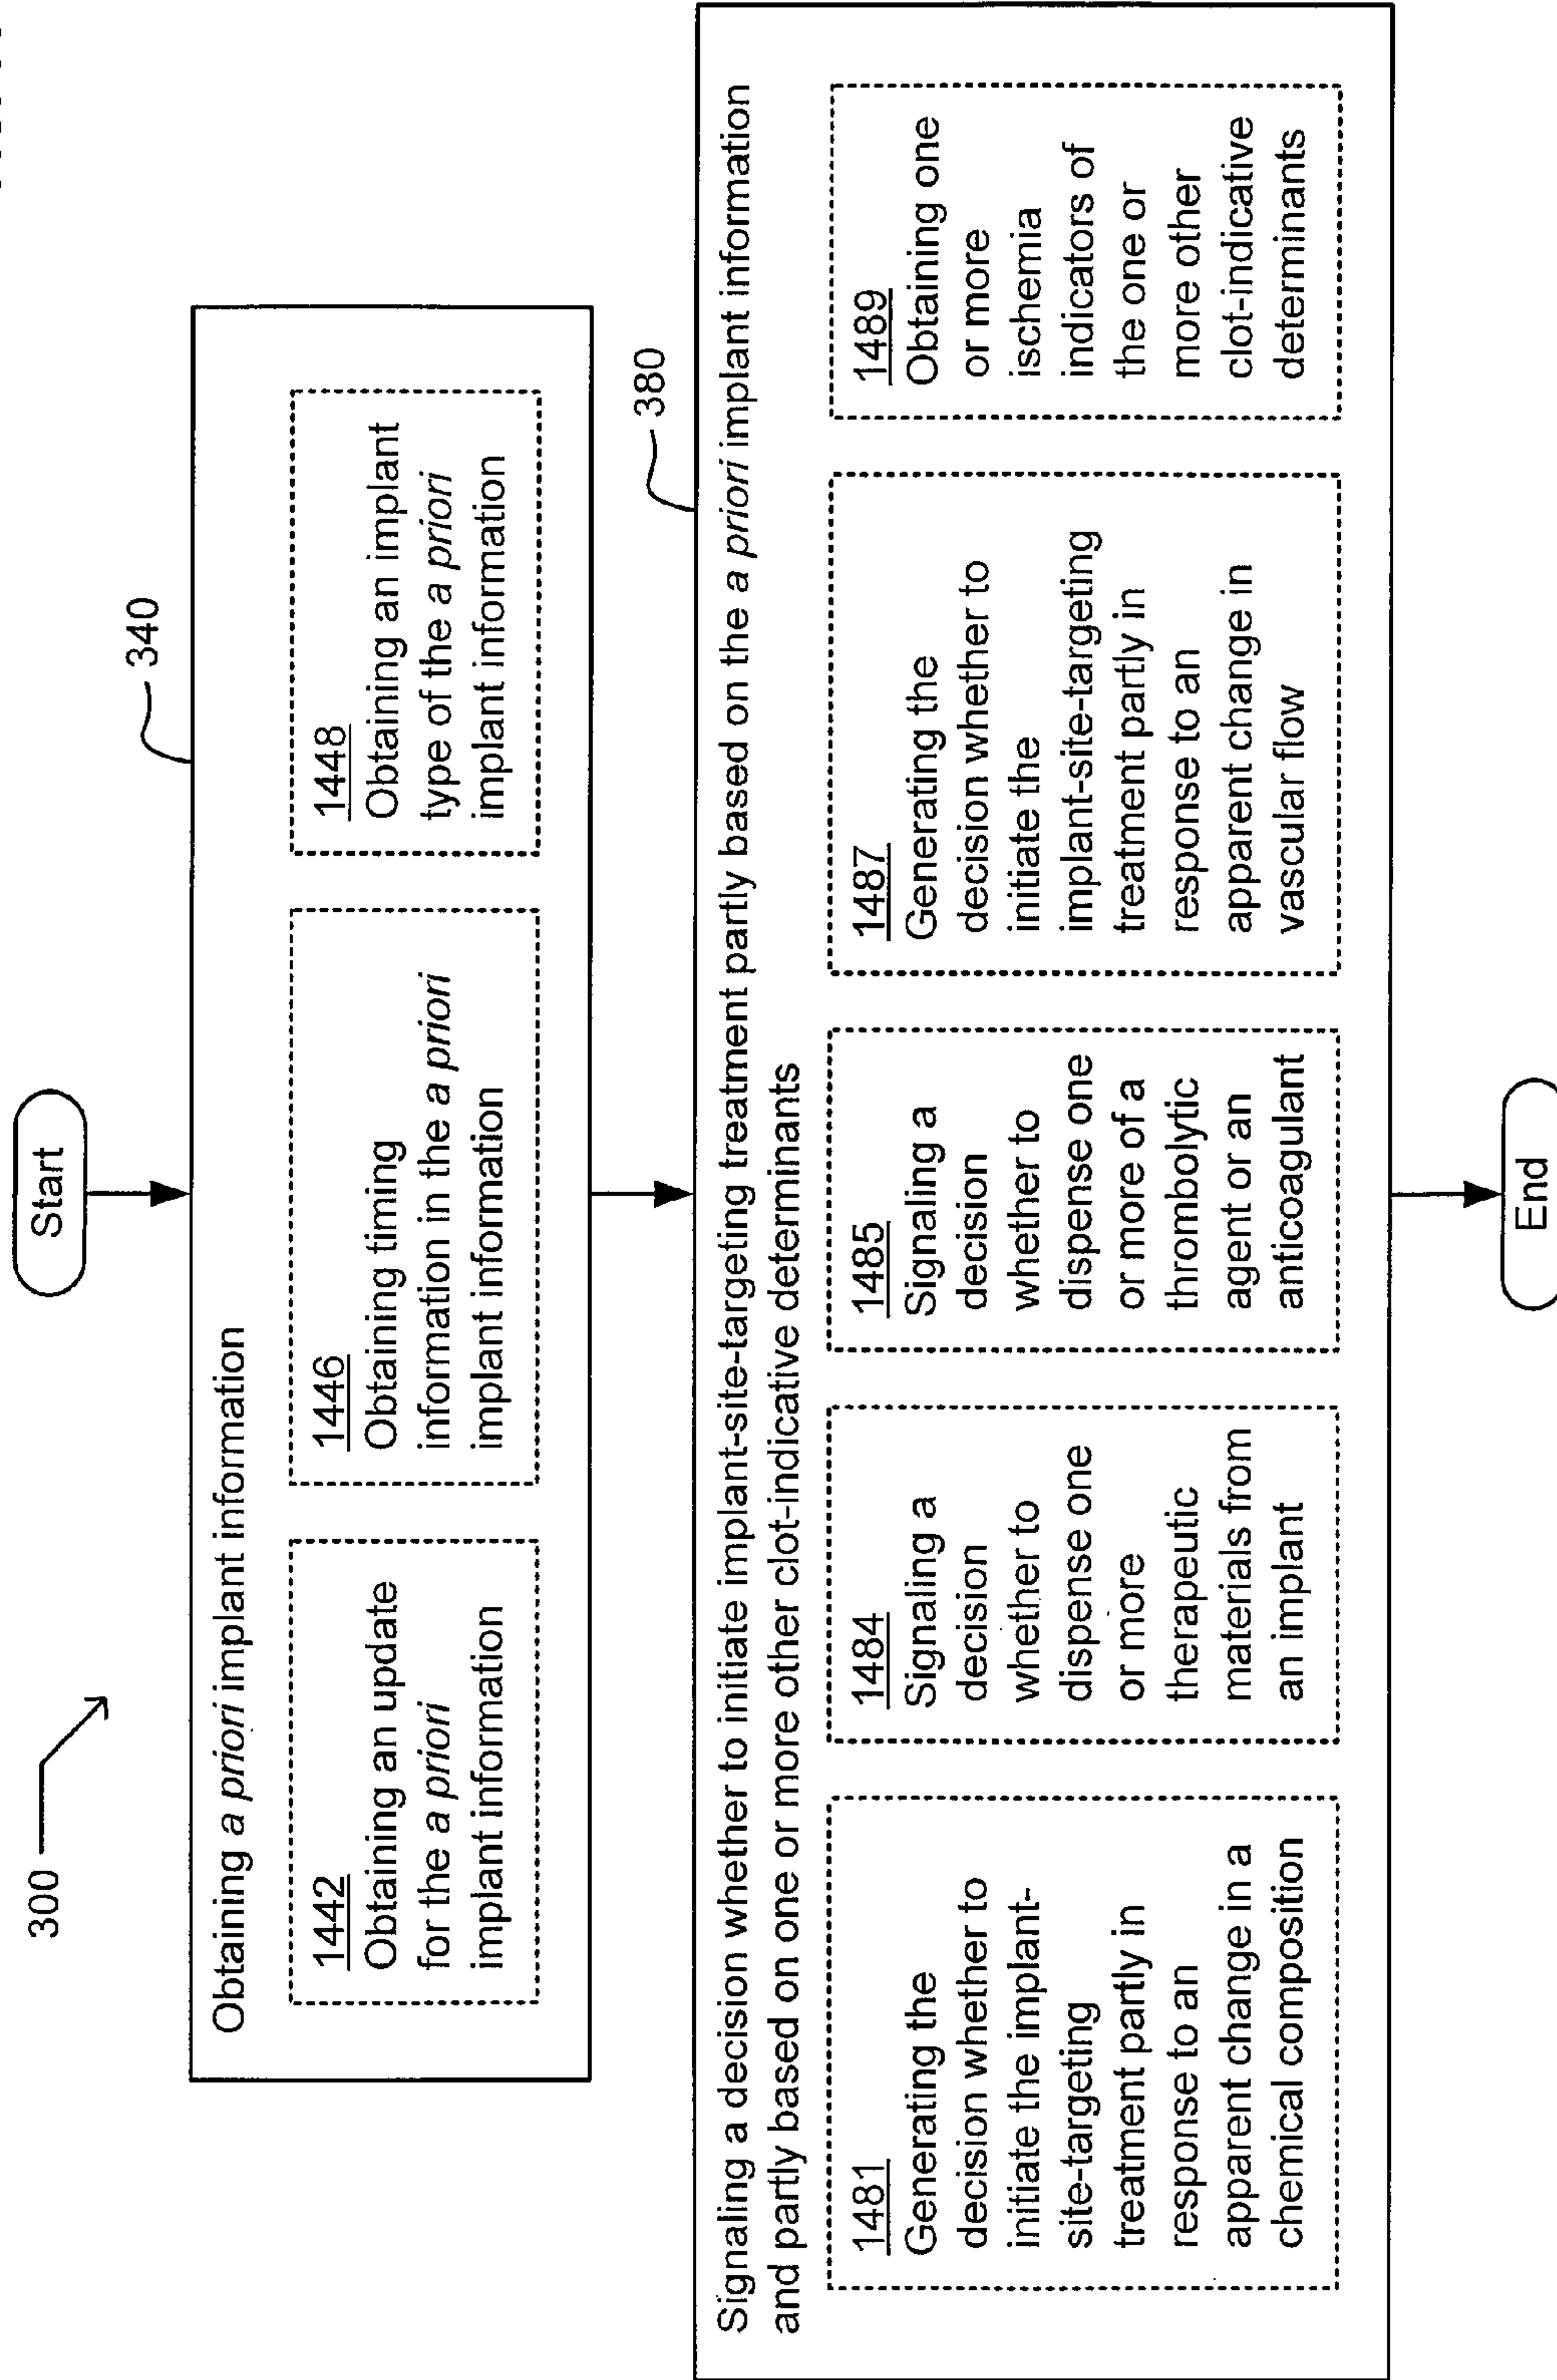 300
Start
340
Obtaining a priori implant information
1442
Obtaining an update
for the a priori
implant information
1446
Obtaining timing
information in the a priori
implant information
1448
Obtaining an implant
type of the a priori
implant information
380
Signaling a decision whether to initiate implant-site-targeting treatment partly based on the a priori implant information
and partly based on one or more other clot-indicative determinants
1481
Generating the
decision whether to
initiate the implant-
site-targeting
treatment partly in
response to an
apparent change in a
chemical composition
1484
Signaling a
decision
whether to
dispense one
or more
therapeutic
materials from
an implant
1485
Signaling a
decision
whether to
dispense one
or more of a
thrombolytic
agent or an
anticoagulant
1487
Generating the
decision whether to
initiate the
implant-site-targeting
treatment partly in
response to an
apparent change in
vascular flow
1489
Obtaining one
or more
ischemia
indicators of
the one or
more other
clot-indicative
determinants
End